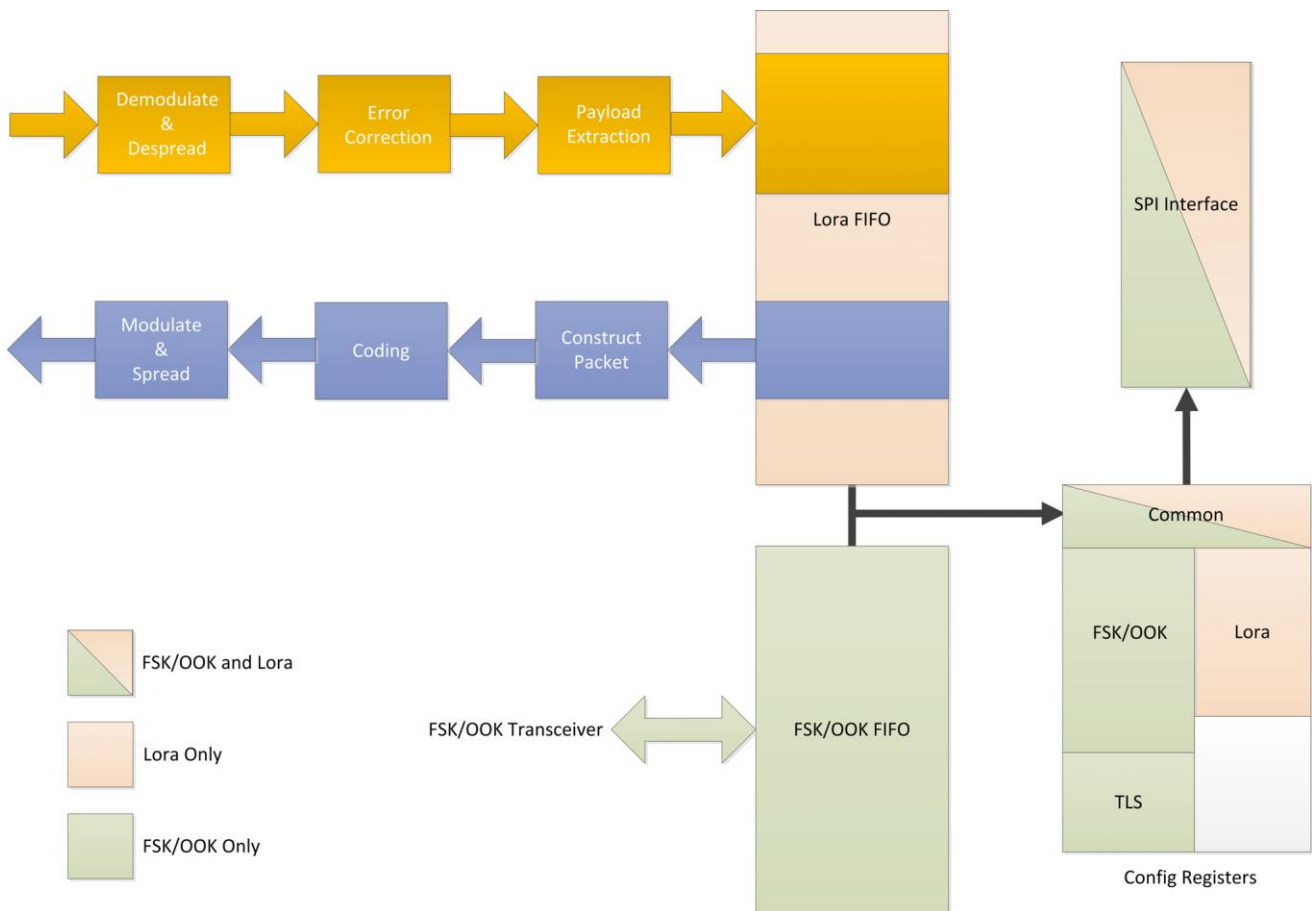 Demodulate
&
Despread
Error
Correction
Payload
Extraction
Lora FIFO
SPI Interface
Modulate
&
Spread
Coding
Construct
Packet
Common
FSK/OOK
Lora
TLS
Config Registers
FSK/OOK and Lora
Lora Only
FSK/OOK Only
FSK/OOK Transceiver
FSK/OOK FIFO